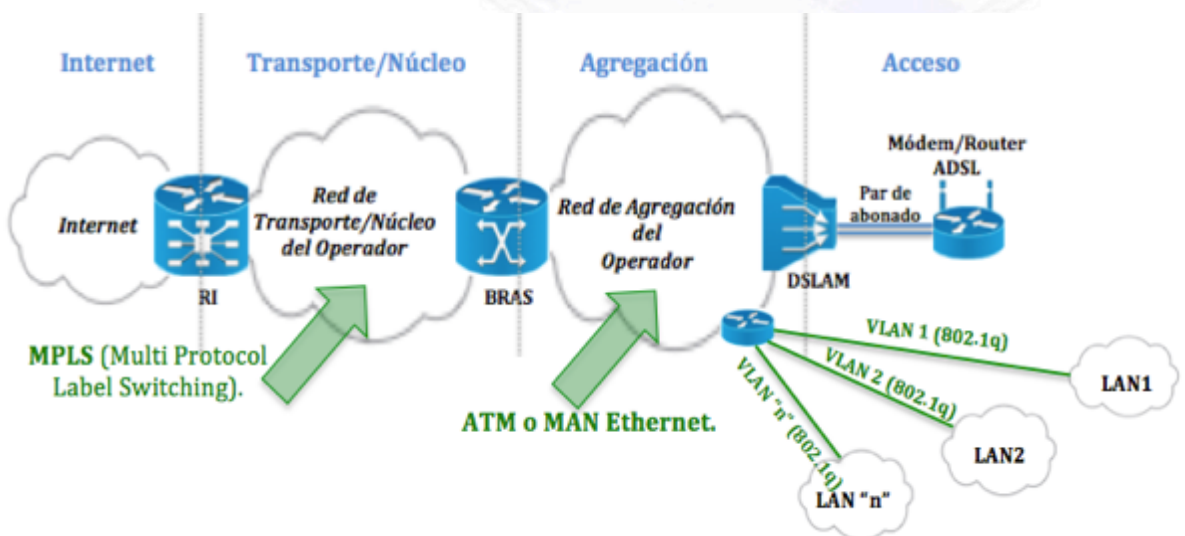 Internet
Transporte/Núcleo
Agregación
Acceso
Internet
RI
Red de
Transporte/Núcleo
del Operador
BRAS
Red de Agregación
del
Operador
DSLAM
Par de
abonado
Módem/Router
ADSL
MPLS (Multi Protocol
Label Switching).
ATM o MAN Ethernet.
VLAN 1 (802.1q)
VLAN 2 (802.1q)
VLAN "n" (802.1q)
LAN1
LAN2
LAN "n"